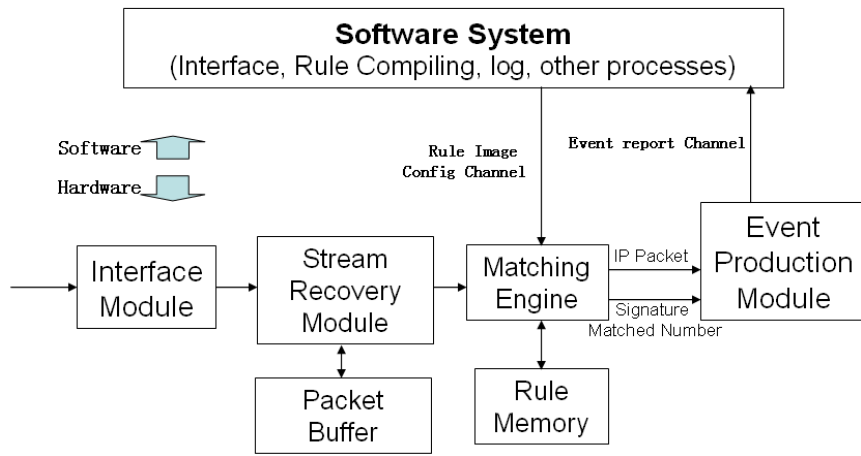 Software System
(Interface, Rule Compiling, log, other processes)
Software
Hardware
Rule Image
Config Channel
Event report Channel
Interface
Module
Stream
Recovery
Module
Matching
Engine
IP Packet
Signature
Matched Number
Event
Production
Module
Packet
Buffer
Rule
Memory